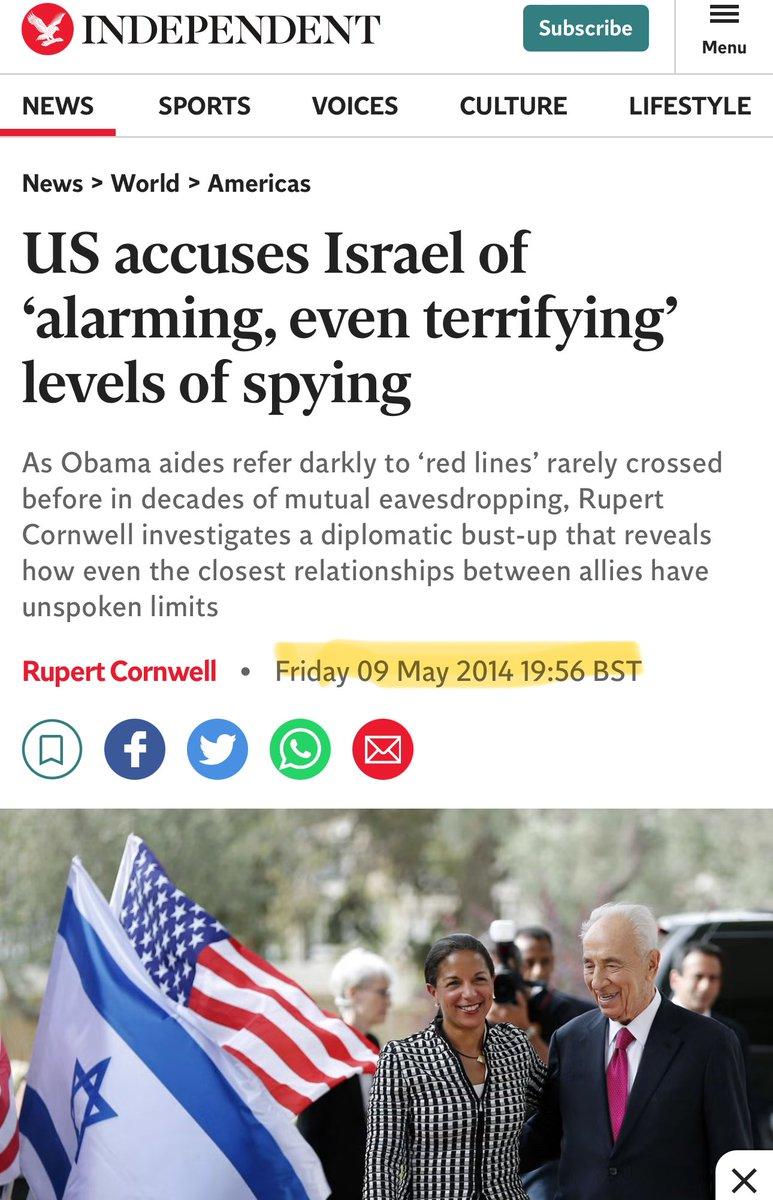 INDEPENDENT
Subscribe
Menu
NEWS SPORTS VOICES CULTURE LIFESTYLE
News > World > Americas
US accuses Israel of
‘alarming, even terrifying’
levels of spying
As Obama aides refer darkly to ‘red lines’ rarely crossed
before in decades of mutual eavesdropping, Rupert
Cornwell investigates a diplomatic bust-up that reveals
how even the closest relationships between allies have
unspoken limits
Rupert Cornwell • Friday 09 May 2014 19:56 BST